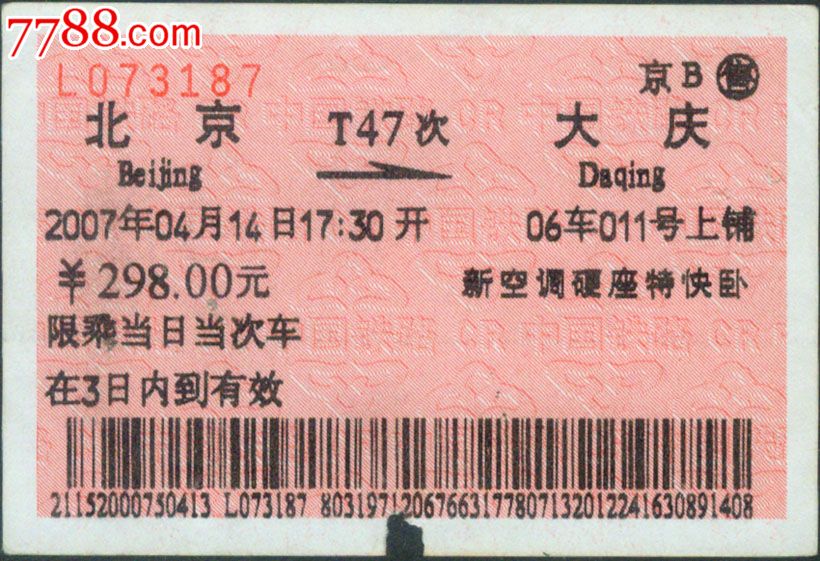 7788.com
L073187
京B 售
北京 T47次 大庆
Beijing Daqing
2007年04月14日17:30开 06车011号上铺
￥298.00元 新空调硬座特快卧
限乘当日当次车
在3日内到有效
21152000750413 L073187 80319712067663177807132012241630891408